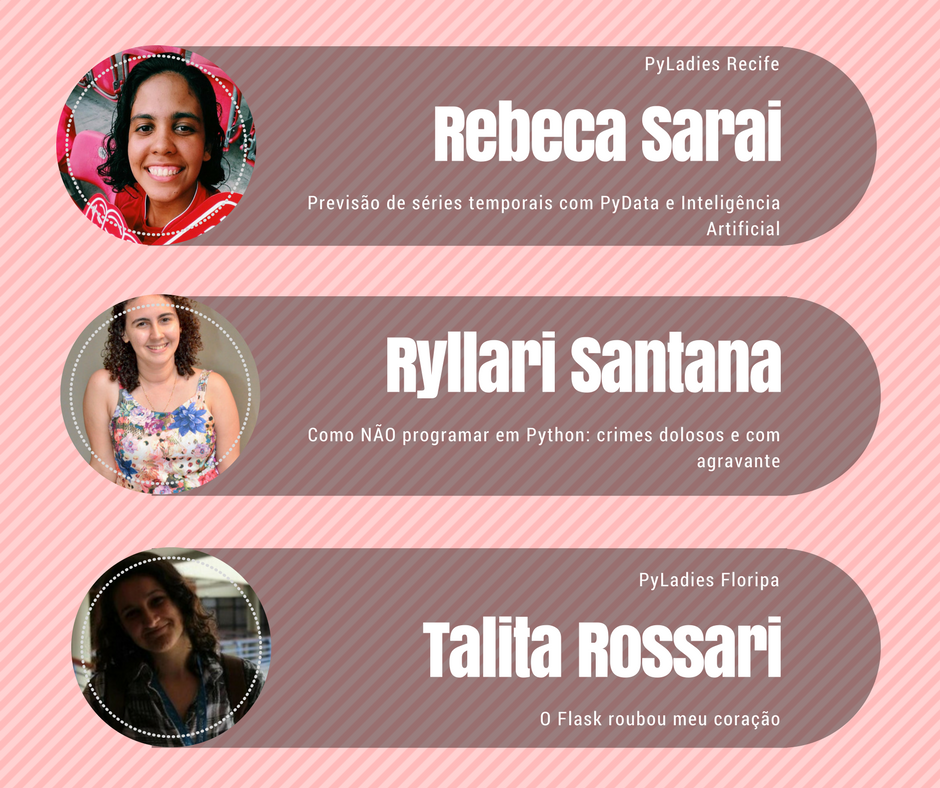 PyLadies Recife
Rebeca Sarai
Previsão de séries temporais com PyData e Inteligência
Artificial
Ryllari Santana
Como NÃO programar em Python: crimes dolosos e com
agravante
PyLadies Floripa
Talita Rossari
O Flask roubou meu coração